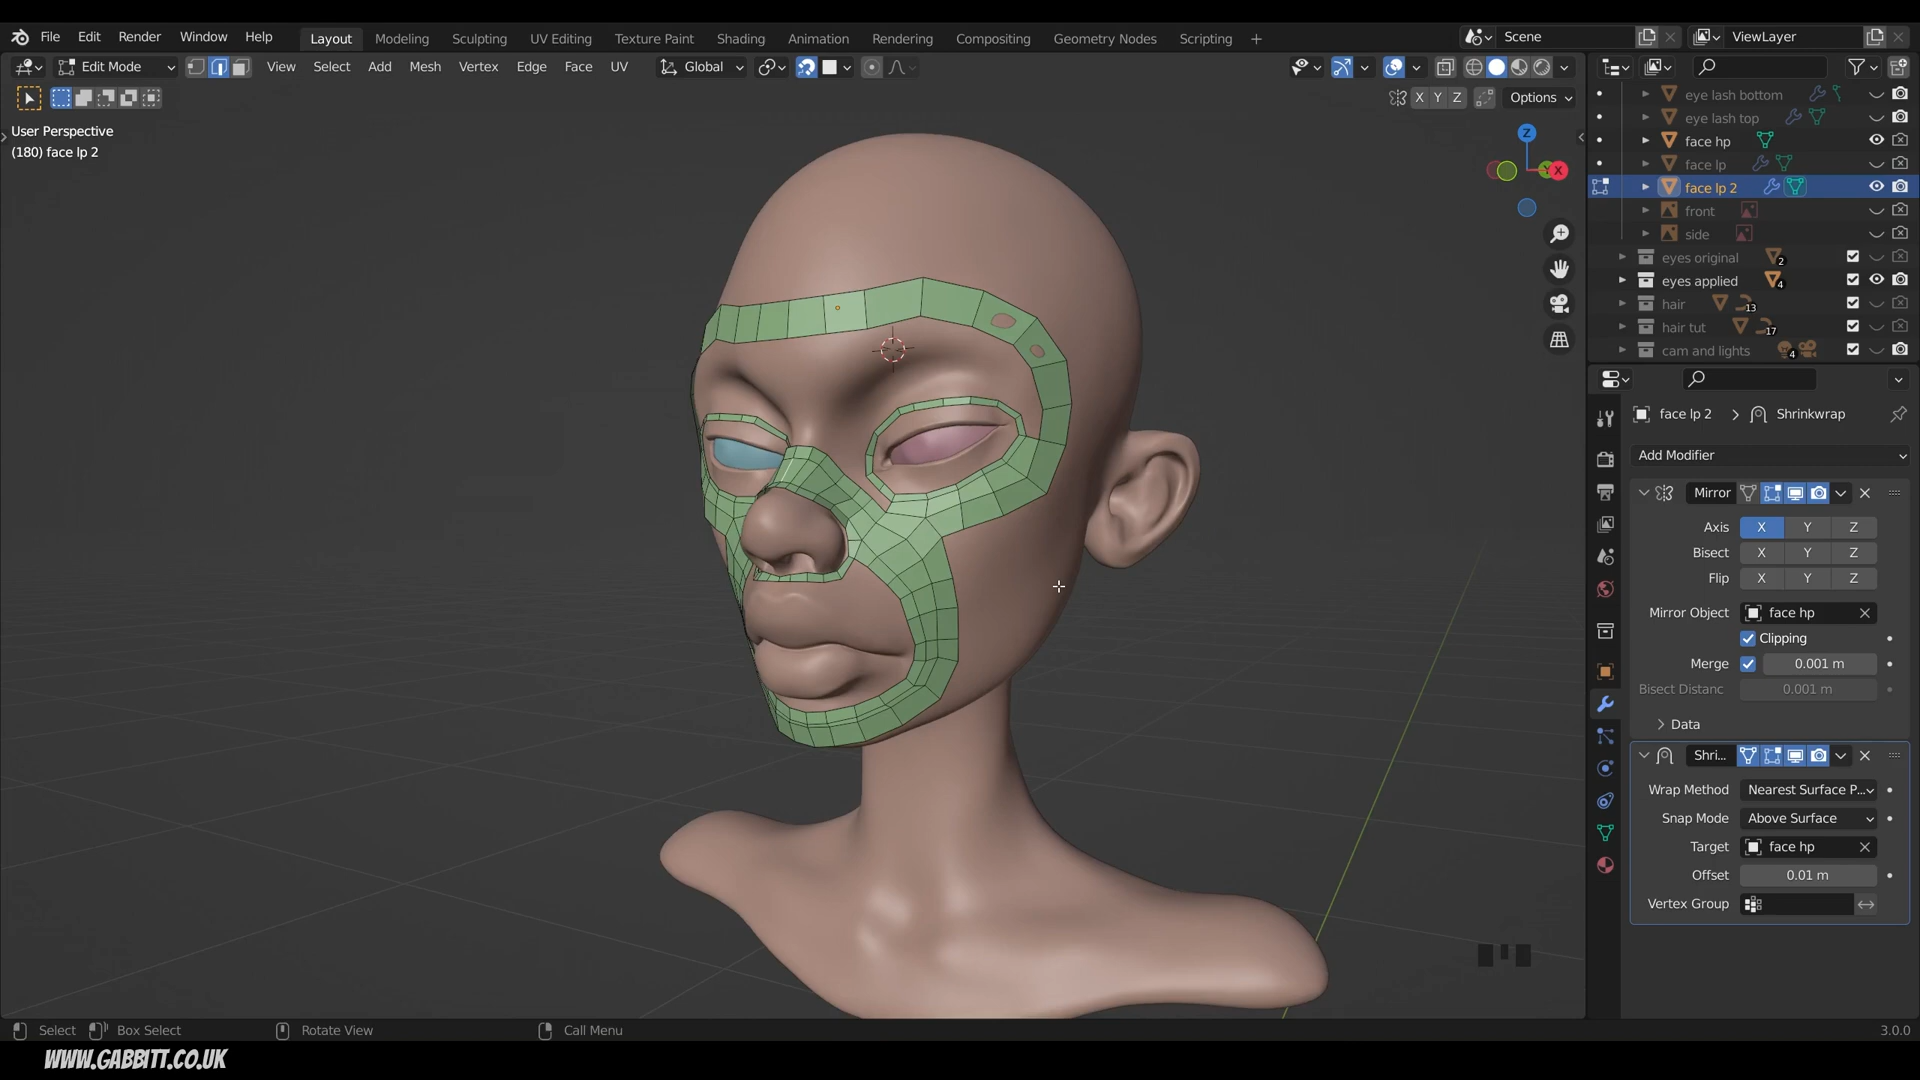 File Edit Render Window Help Layout Modeling Sculpting UV Editing Texture Paint Shading Animation Rendering Compositing Geometry Nodes Scripting + Scene ViewLayer
Edit Mode View Select Add Mesh Vertex Edge Face UV Global
X Y Z Options
User Perspective
(180) face lp 2
Z
Y
X
eye lash bottom
eye lash top
face hp
face lp
face lp 2
front
side
eyes original 2
eyes applied 4
hair 13
hair tut 17
cam and lights 4
face lp 2 > Shrinkwrap
Add Modifier
Mirror
Axis X Y Z
Bisect X Y Z
Flip X Y Z
Mirror Object face hp
Clipping
Merge 0.001 m
Bisect Distanc 0.001 m
Data
Shri...
Wrap Method Nearest Surface P...
Snap Mode Above Surface
Target face hp
Offset 0.01 m
Vertex Group
Select Box Select Rotate View Call Menu 3.0.0
WWW.GABBITT.CO.UK